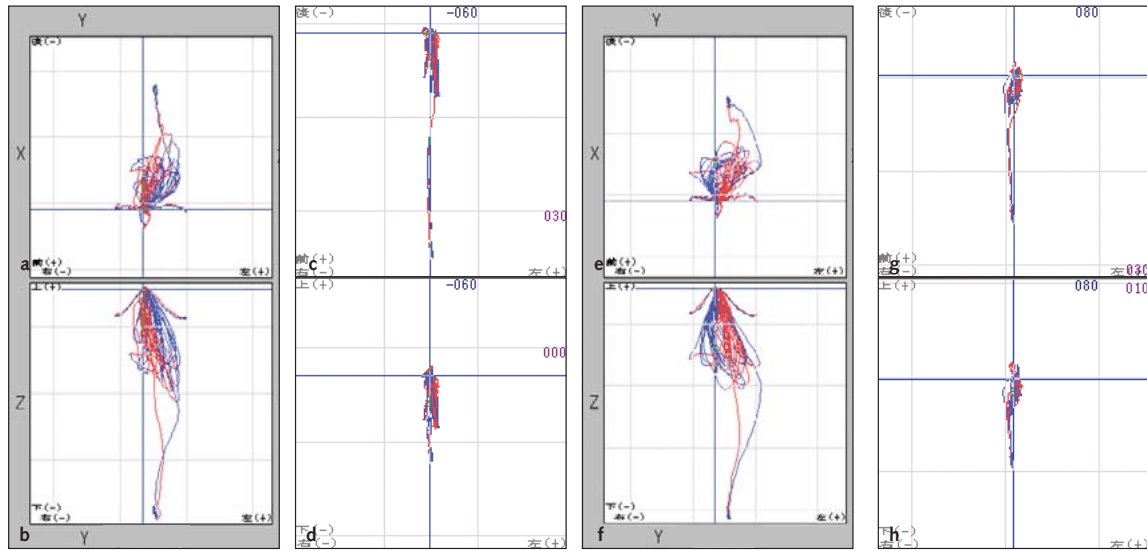 Y
後(-)
X
a 前(+)
右(-) 左(+)
上(+)
Z
下(-)
b 右(-) 左(+)
Y
後(-) -060
030
前(+) c
右(-) 左(+)
上(+) -060
000
下(-) d
右(-) 左(+)
Y
後(-)
X
e 前(+)
右(-) 左(+)
上(+)
Z
下(-)
f 右(-) 左(+)
Y
後(-) 080
前(+) g 030
右(-) 左(+)
上(+) 080 010
下(-) h
右(-) 左(+)